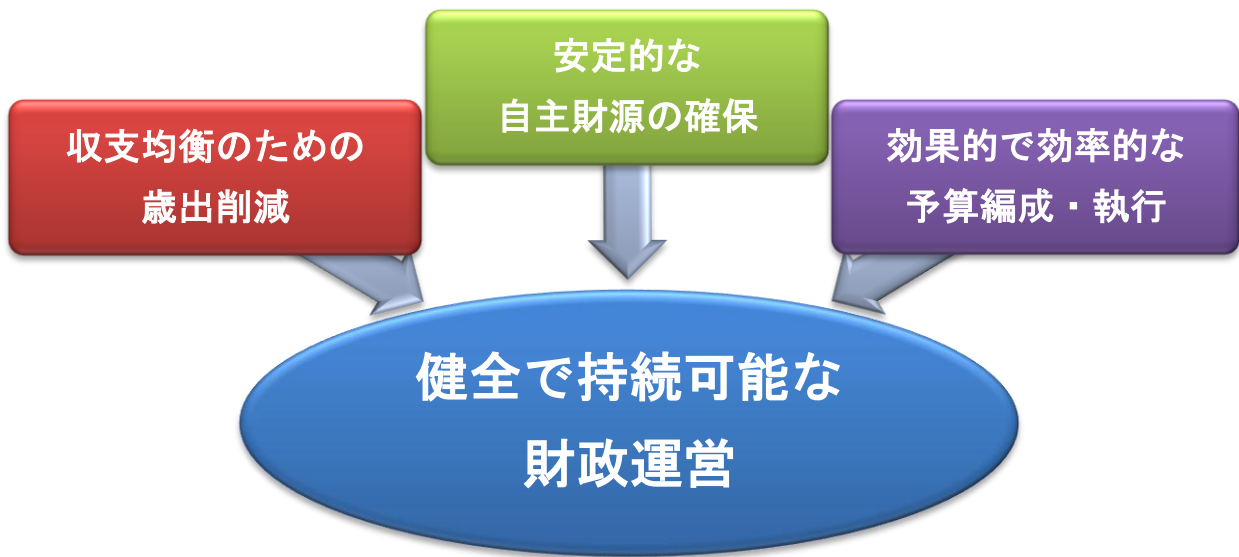 収支均衡のための
歳出削減
安定的な
自主財源の確保
効果的で効率的な
予算編成・執行
健全で持続可能な
財政運営